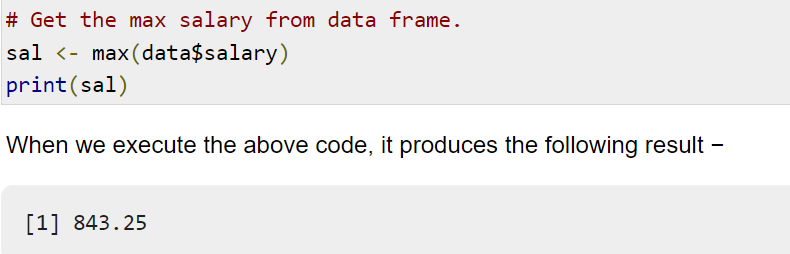 # Get the max salary from data frame.
sal <- max(data$salary)
print(sal)
When we execute the above code, it produces the following result −
[1] 843.25